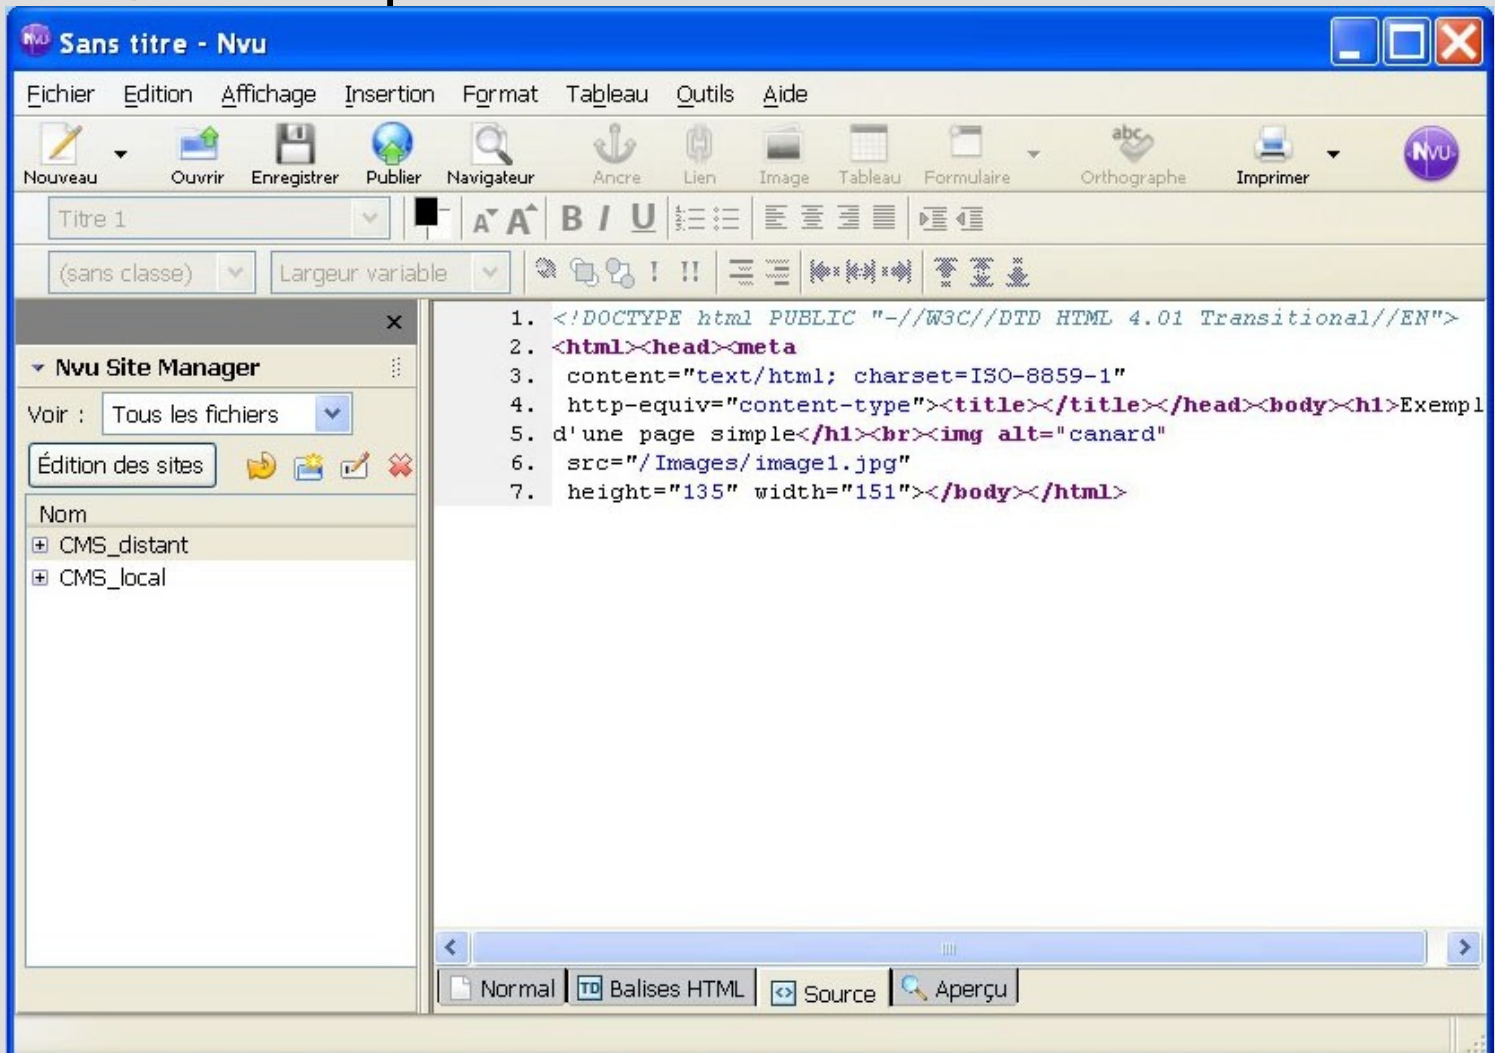 Sans titre - Nvu
Fichier Edition Affichage Insertion Format Tableau Outils Aide
Nouveau Ouvrir Enregistrer Publier Navigateur Ancre Lien Image Tableau Formulaire Orthographe Imprimer
Titre 1
(sans classe) Largeur variable
Nvu Site Manager
Voir : Tous les fichiers
Édition des sites
Nom
CMS_distant
CMS_local
1. <!DOCTYPE html PUBLIC "-//W3C//DTD HTML 4.01 Transitional//EN">
2. <html><head><meta
3. content="text/html; charset=ISO-8859-1"
4. http-equiv="content-type"><title></title></head><body><h1>Exempl
5. d'une page simple</h1><br><img alt="canard"
6. src="/Images/image1.jpg"
7. height="135" width="151"></body></html>
Normal Balises HTML Source Aperçu